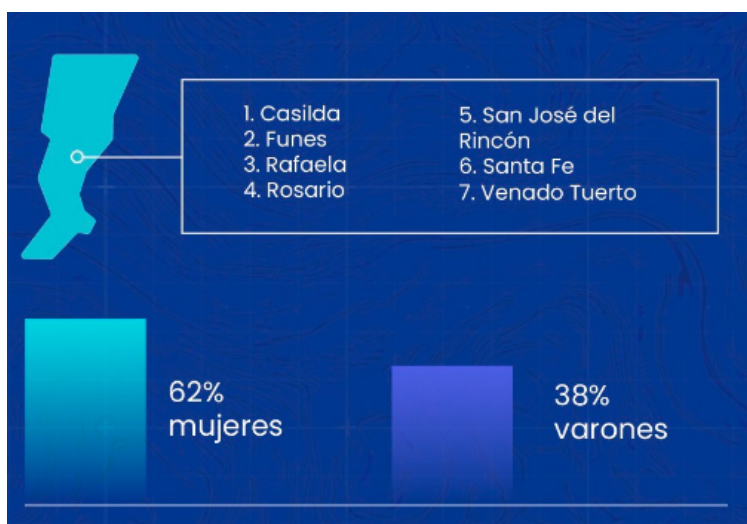 1. Casilda
2. Funes
3. Rafaela
4. Rosario
5. San José del
Rincón
6. Santa Fe
7. Venado Tuerto
62%
mujeres
38%
varones